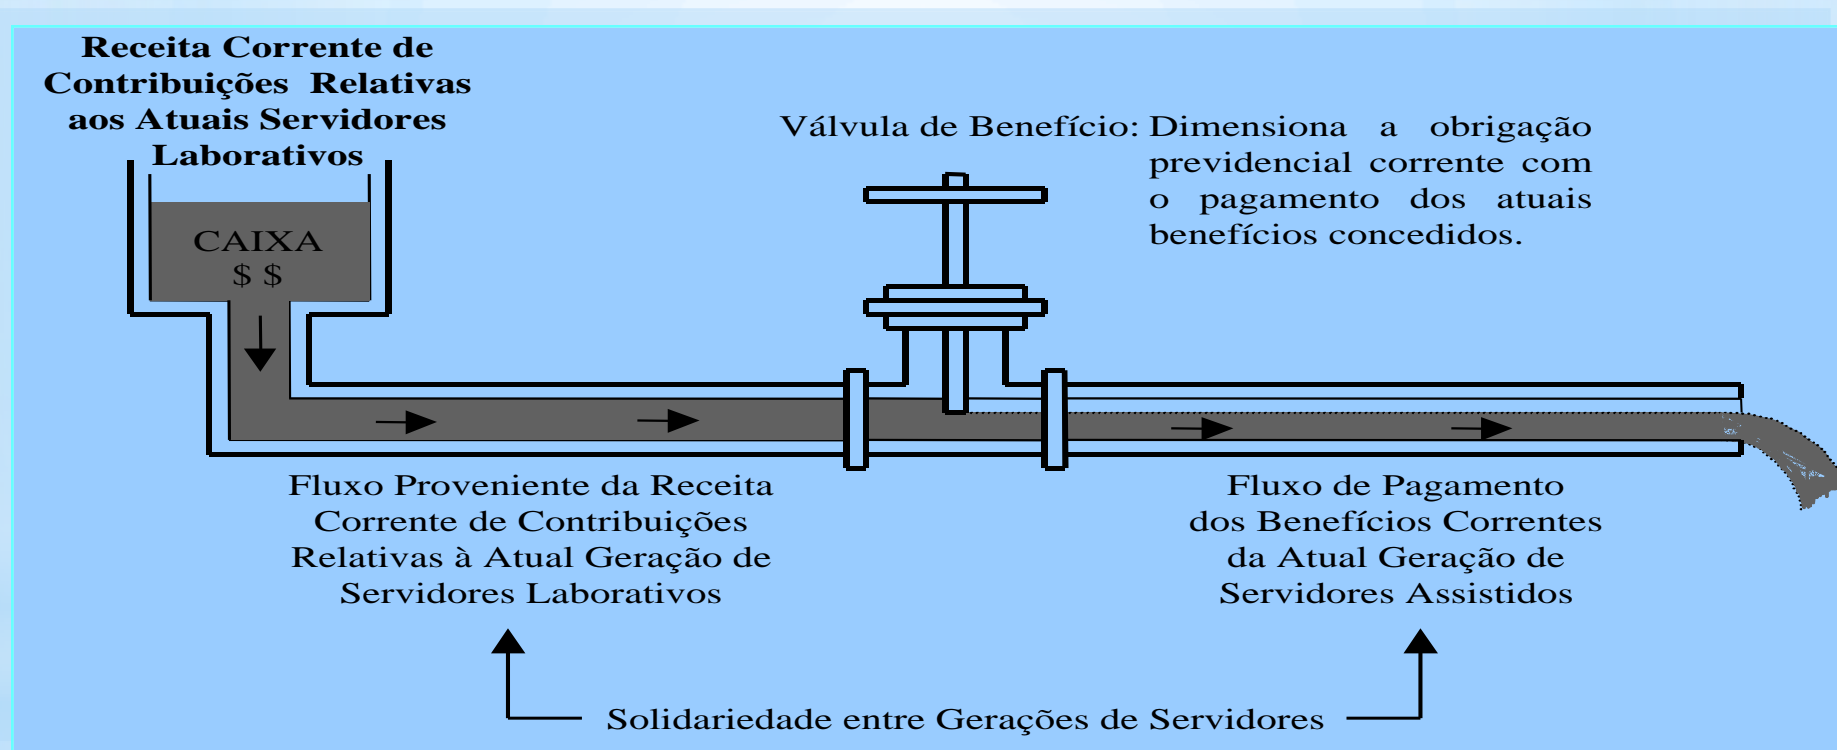 Receita Corrente de
Contribuições Relativas
aos Atuais Servidores
Laborativos
CAIXA
$ $
Válvula de Benefício: Dimensiona a obrigação
previdencial corrente com
o pagamento dos atuais
benefícios concedidos.
Fluxo Proveniente da Receita
Corrente de Contribuições
Relativas à Atual Geração de
Servidores Laborativos
Fluxo de Pagamento
dos Benefícios Correntes
da Atual Geração de
Servidores Assistidos
Solidariedade entre Gerações de Servidores